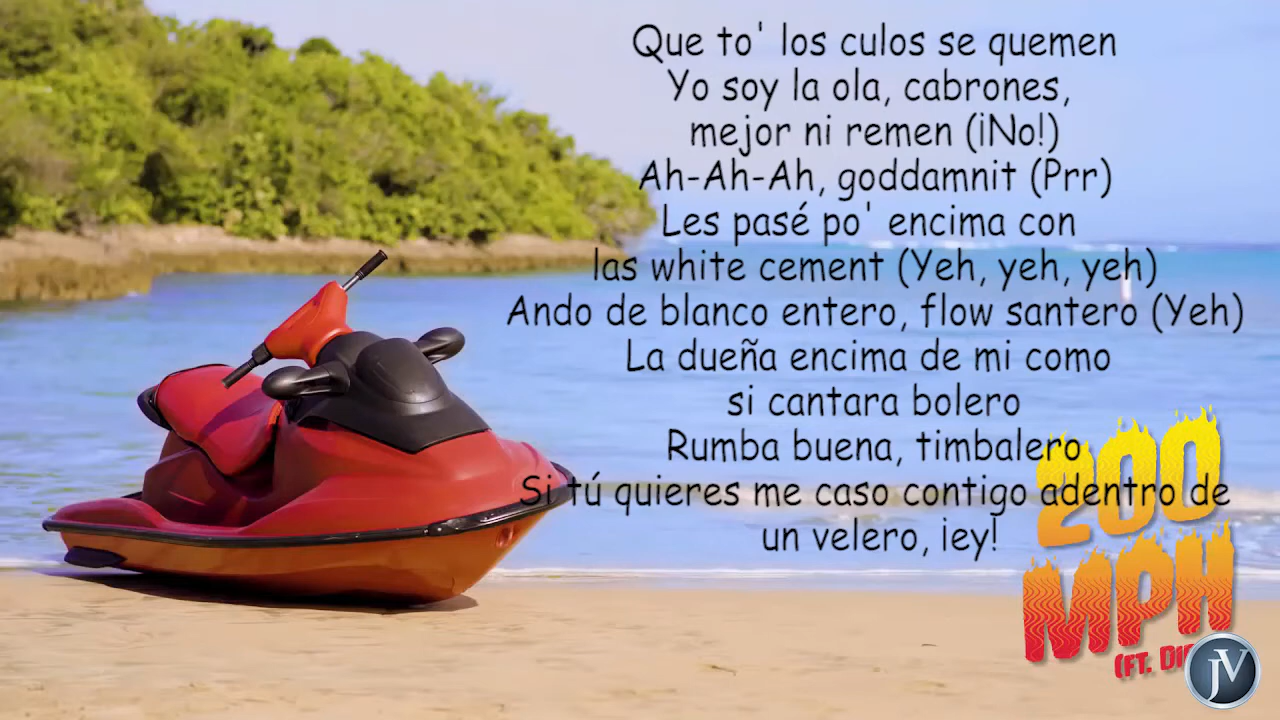 Que to' los culos se quemen
Yo soy la ola, cabrones,
mejor ni remen (¡No!)
Ah-Ah-Ah, goddamnit (Prr)
Les pasé po' encima con
las white cement (Yeh, yeh, yeh)
Ando de blanco entero, flow santero (Yeh)
La dueña encima de mi como
si cantara bolero
Rumba buena, timbalero
Si tú quieres me caso contigo adentro de
un velero, ¡ey!
200
MPH
(FT.
JV